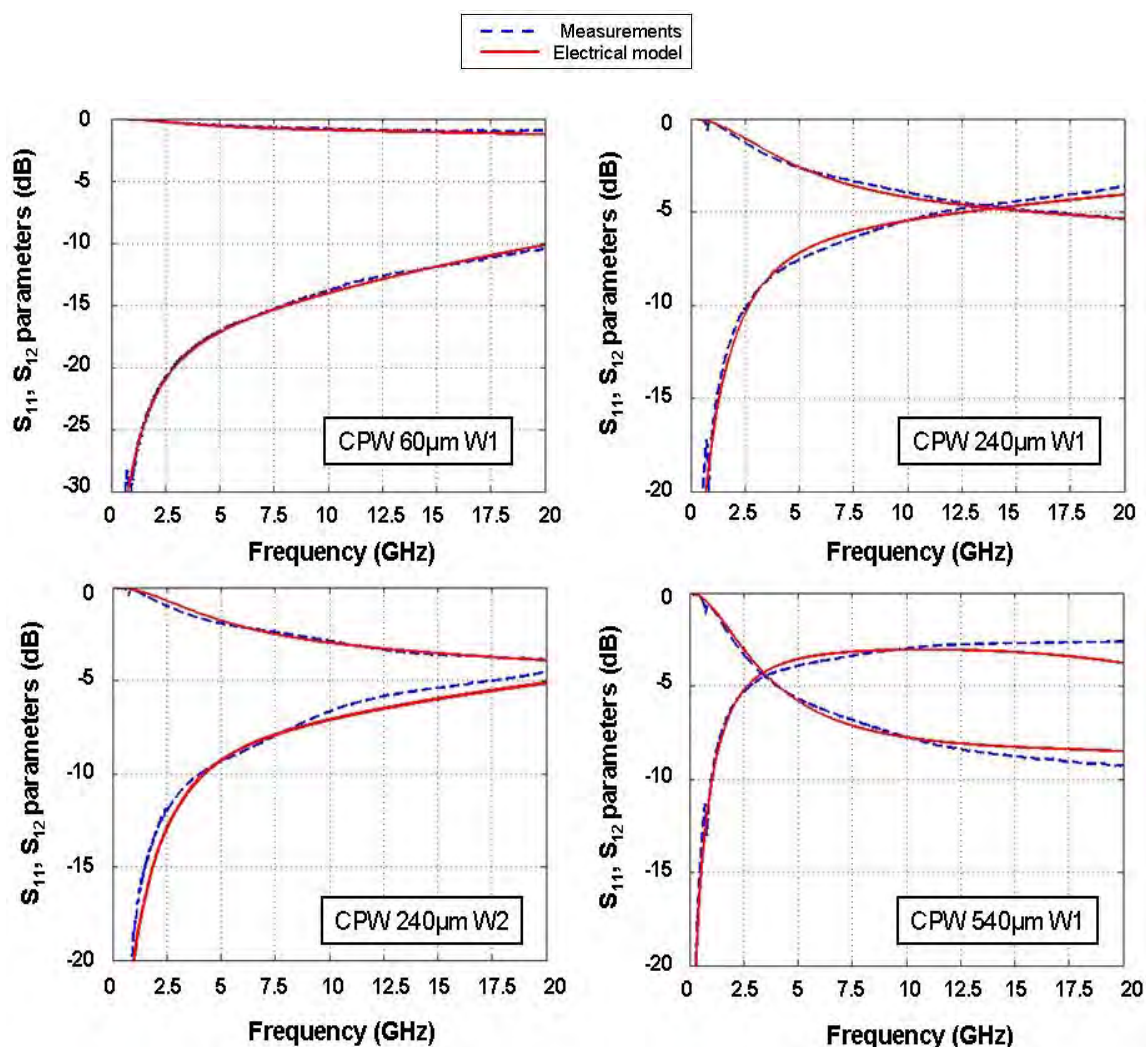 Measurements
Electrical model
0
-5
-10
-15
-20
-25
-30
S11, S12 parameters (dB)
0 2.5 5 7.5 10 12.5 15 17.5 20
Frequency (GHz)
CPW 60µm W1
0
-5
-10
-15
-20
S11, S12 parameters (dB)
0 2.5 5 7.5 10 12.5 15 17.5 20
Frequency (GHz)
CPW 240µm W1
0
-5
-10
-15
-20
S11, S12 parameters (dB)
0 2.5 5 7.5 10 12.5 15 17.5 20
Frequency (GHz)
CPW 240µm W2
0
-5
-10
-15
-20
S11, S12 parameters (dB)
0 2.5 5 7.5 10 12.5 15 17.5 20
Frequency (GHz)
CPW 540µm W1